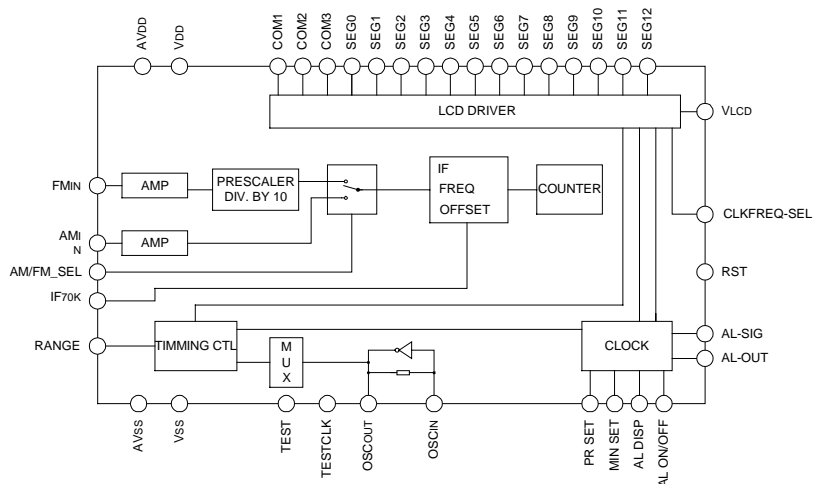 AVDD
VDD
COM1
COM2
COM3
SEG0
SEG1
SEG2
SEG3
SEG4
SEG5
SEG6
SEG7
SEG8
SEG9
SEG10
SEG11
SEG12
LCD DRIVER
VLCD
FMIN
AMP
PRESCALER
DIV. BY 10
IF
FREQ
OFFSET
COUNTER
CLKFREQ-SEL
AMI
N
AMP
AM/FM_SEL
RST
IF70K
RANGE
TIMMING CTL
M
U
X
CLOCK
AL-SIG
AL-OUT
AVSS
VSS
TEST
TESTCLK
OSCOUT
OSCIN
PR SET
MIN SET
AL DISP
AL ON/OFF